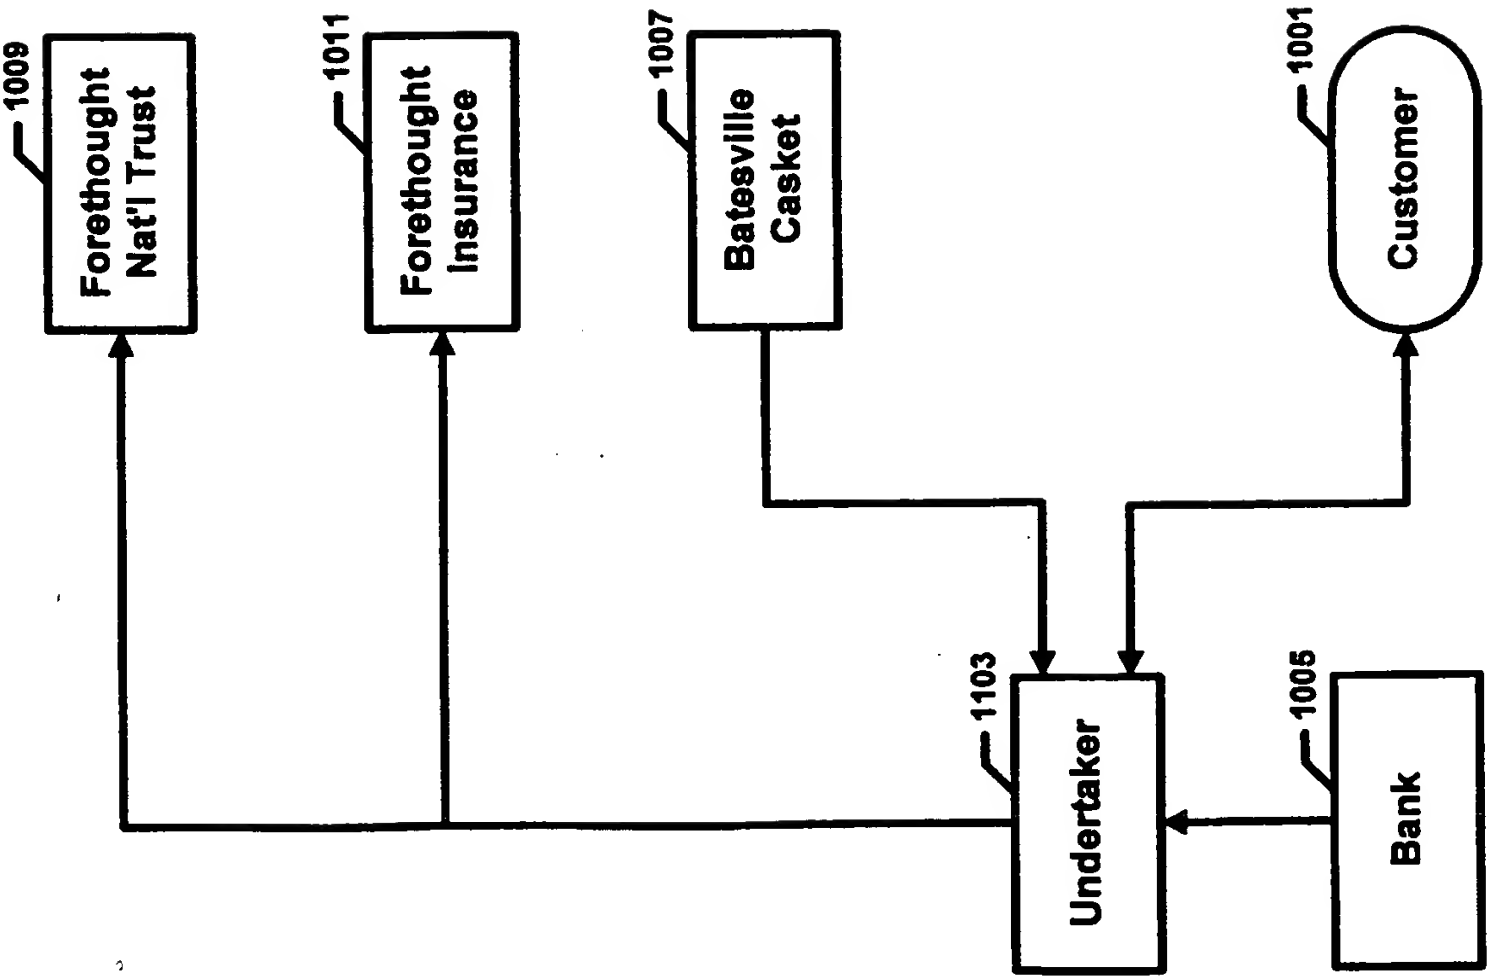 1009
Forethought
Nat'l Trust
1011
Forethought
Insurance
1007
Batesville
Casket
1103
Undertaker
1005
Bank
1001
Customer